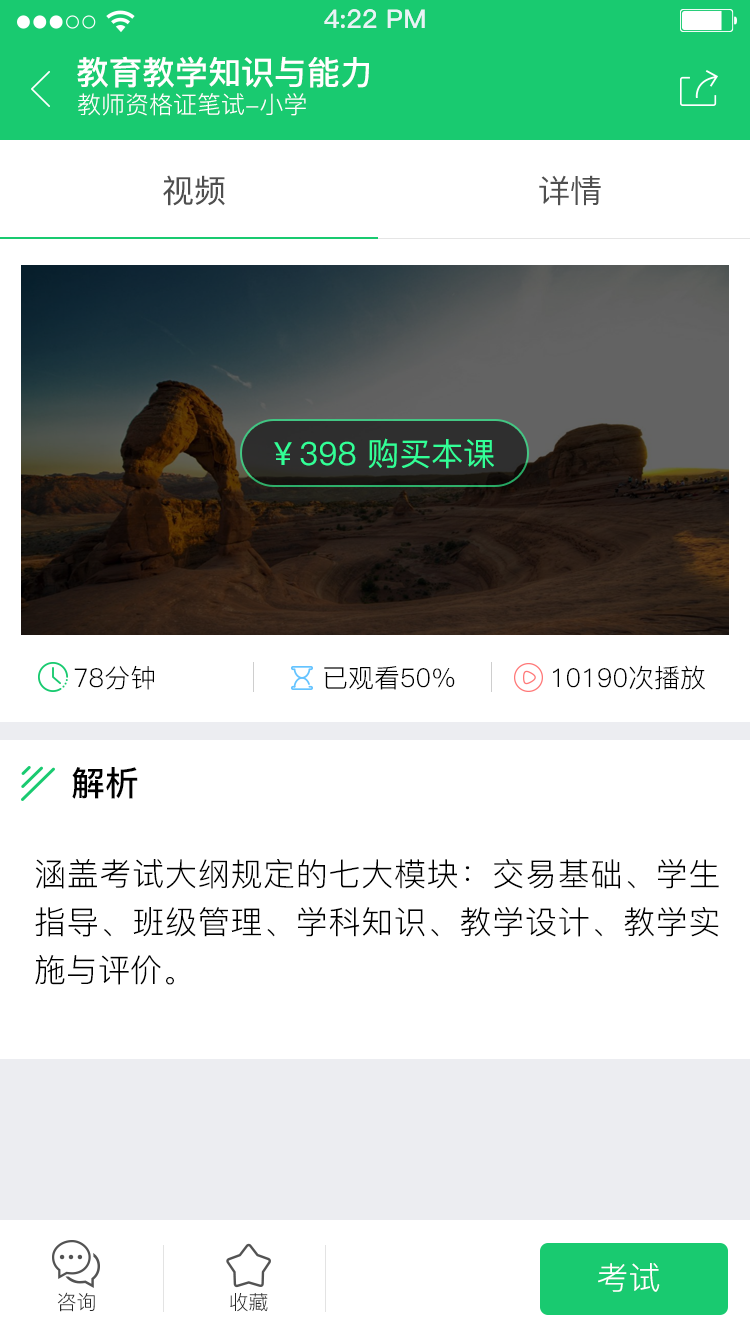 4:22 PM
教育教学知识与能力
教师资格证笔试-小学
视频
详情
¥398 购买本课
78分钟
已观看50%
10190次播放
解析
涵盖考试大纲规定的七大模块：交易基础、学生
指导、班级管理、学科知识、教学设计、教学实
施与评价。
咨询
收藏
考试